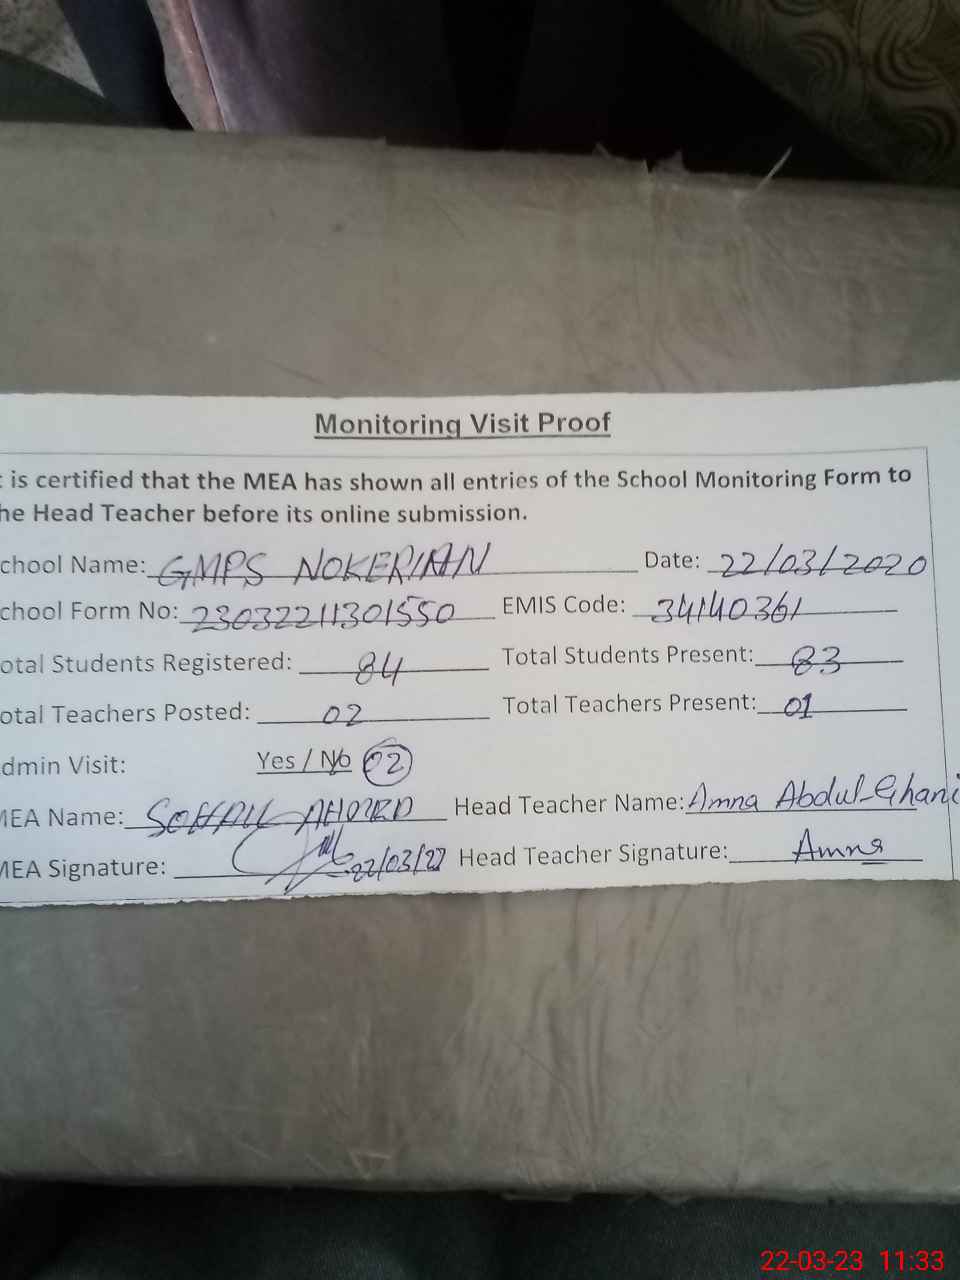 Monitoring Visit Proof
t is certified that the MEA has shown all entries of the School Monitoring Form to
he Head Teacher before its online submission.
chool Name: GMPS NOKERIAN Date: 22/03/2020
chool Form No: 23032211301550 EMIS Code: 34140361
otal Students Registered: 84 Total Students Present: 83
otal Teachers Posted: 02 Total Teachers Present: 01
dmin Visit: Yes / No 02
MEA Name: SOHAIL AHMED Head Teacher Name: Amna Abdul-Ghani
MEA Signature: 22/03/27 Head Teacher Signature: Amna
22-03-23 11:33